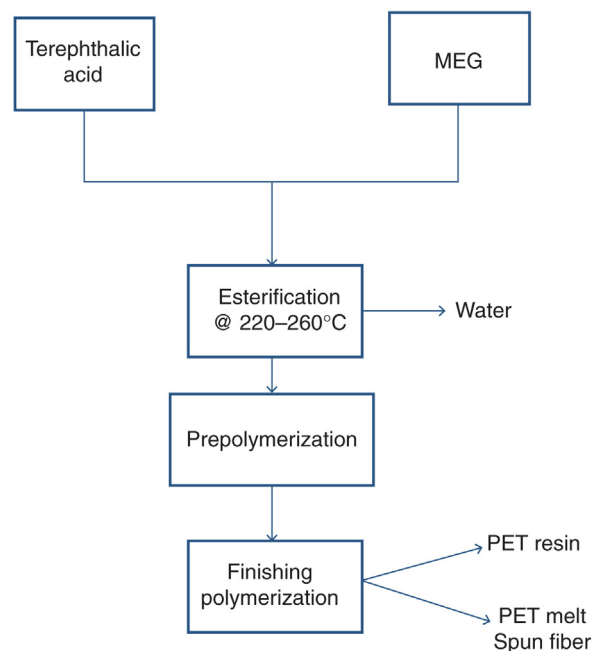 Terephthalic
acid
MEG
Esterification
@ 220–260°C
Water
Prepolymerization
Finishing
polymerization
PET resin
PET melt
Spun fiber